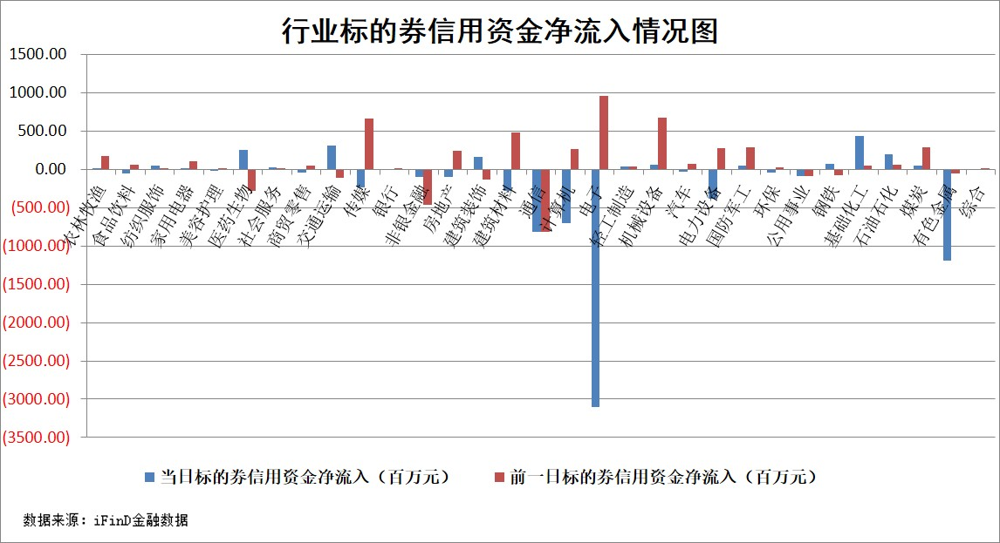 行业标的券信用资金净流入情况图
1500.00
1000.00
500.00
0.00
(500.00)
(1000.00)
(1500.00)
(2000.00)
(2500.00)
(3000.00)
(3500.00)
农林牧渔
食品饮料
纺织服饰
家用电器
美容护理
医药生物
社会服务
商贸零售
交通运输
传媒
银行
非银金融
房地产
建筑装饰
建筑材料
通信
计算机
电子
轻工制造
机械设备
汽车
电力设备
国防军工
环保
公用事业
钢铁
基础化工
石油石化
煤炭
有色金属
综合
当日标的券信用资金净流入（百万元）
前一日标的券信用资金净流入（百万元）
数据来源：iFinD金融数据